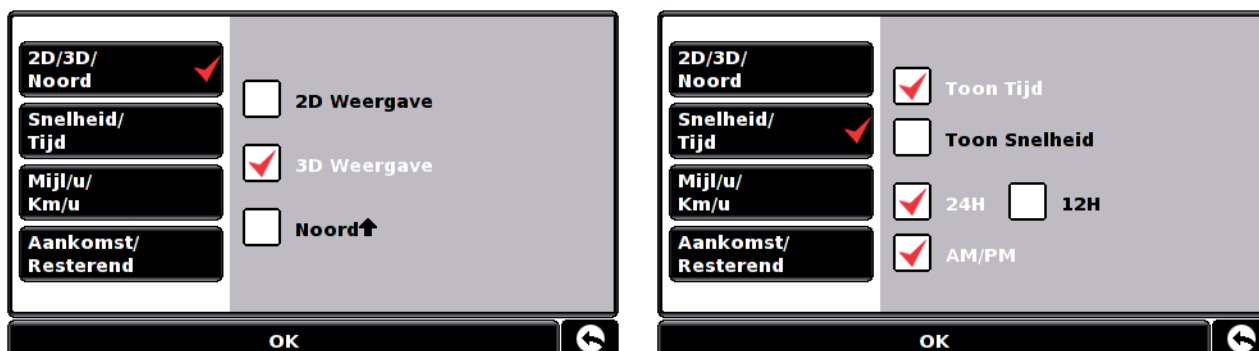 2D/3D/
Noord
Snelheid/
Tijd
Mijl/u/
Km/u
Aankomst/
Resterend
2D Weergave
3D Weergave
Noord
OK
2D/3D/
Noord
Snelheid/
Tijd
Mijl/u/
Km/u
Aankomst/
Resterend
Toon Tijd
Toon Snelheid
24H 12H
AM/PM
OK